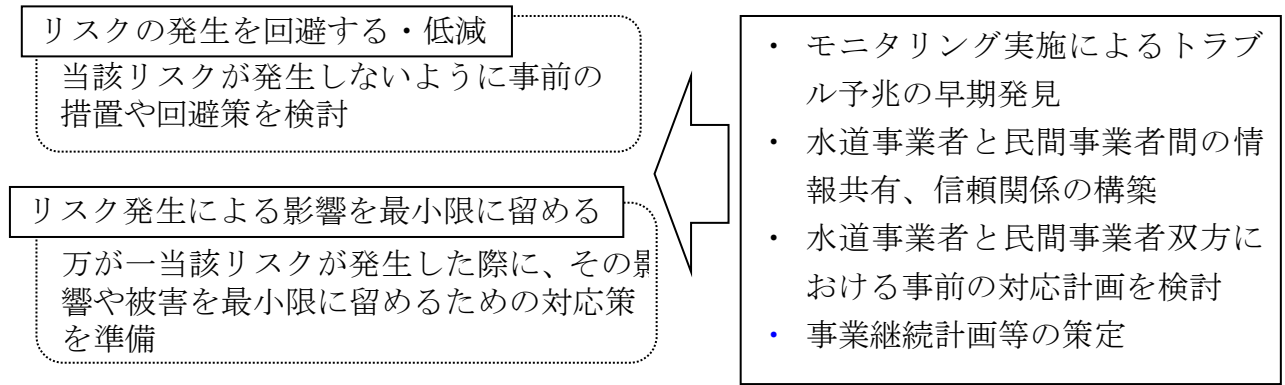 リスクの発生を回避する・低減
当該リスクが発生しないように事前の
措置や回避策を検討
リスク発生による影響を最小限に留める
万が一当該リスクが発生した際に、その影
響や被害を最小限に留めるための対応策
を準備
・ モニタリング実施によるトラブ
ル予兆の早期発見
・ 水道事業者と民間事業者間の情
報共有、信頼関係の構築
・ 水道事業者と民間事業者双方に
おける事前の対応計画を検討
・ 事業継続計画等の策定